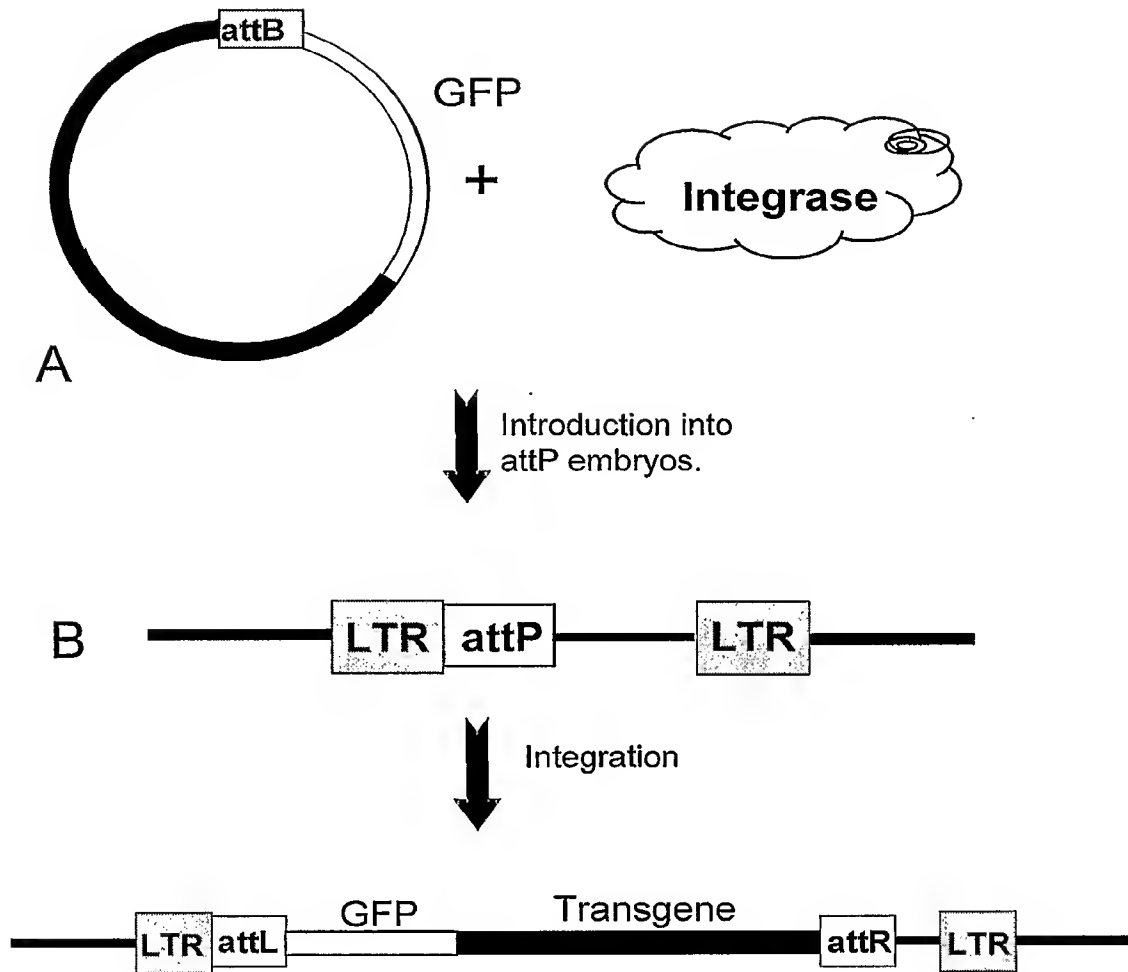 attB
GFP
+
Integrase
A
Introduction into
attP embryos.
B
LTR attP LTR
Integration
GFP Transgene
LTR attL attR LTR